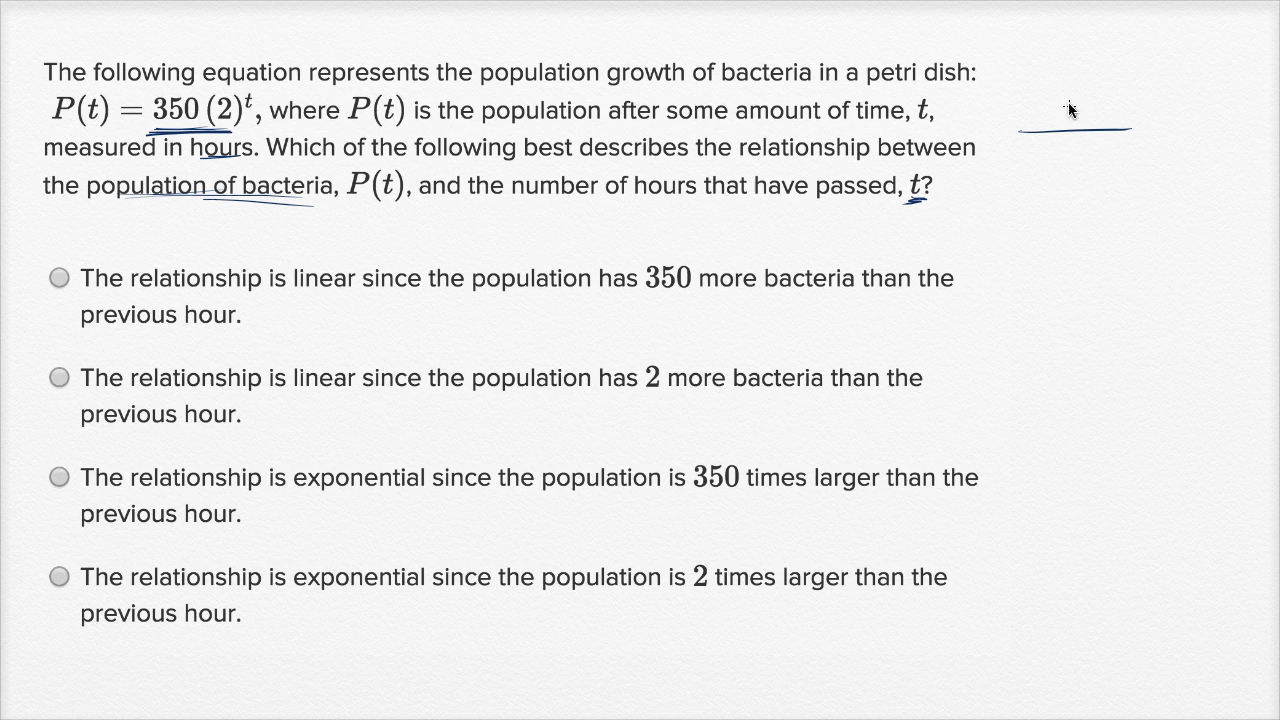 The following equation represents the population growth of bacteria in a petri dish:
P(t) = 350 (2)^t, where P(t) is the population after some amount of time, t,
measured in hours. Which of the following best describes the relationship between
the population of bacteria, P(t), and the number of hours that have passed, t?
The relationship is linear since the population has 350 more bacteria than the
previous hour.
The relationship is linear since the population has 2 more bacteria than the
previous hour.
The relationship is exponential since the population is 350 times larger than the
previous hour.
The relationship is exponential since the population is 2 times larger than the
previous hour.